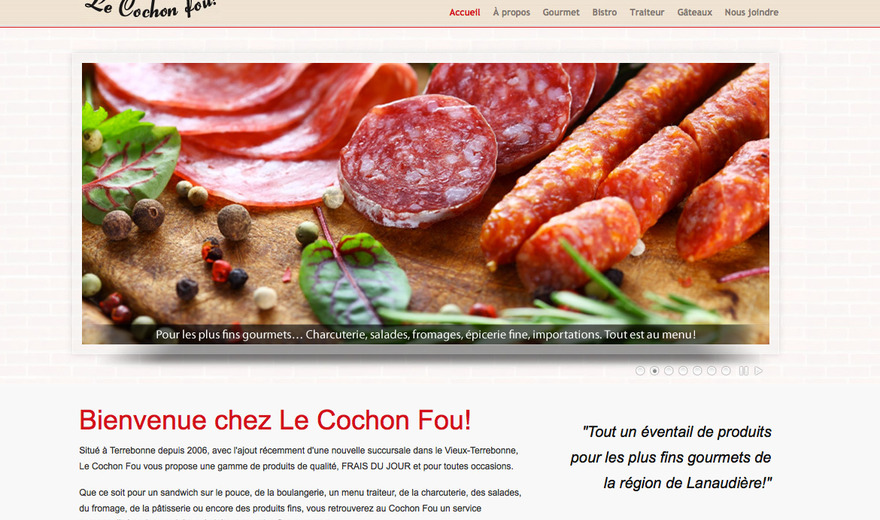 Le Cochon fou!
Accueil À propos Gourmet Bistro Traiteur Gâteaux Nous joindre
Pour les plus fins gourmets… Charcuterie, salades, fromages, épicerie fine, importations. Tout est au menu!
Bienvenue chez Le Cochon Fou!
Situé à Terrebonne depuis 2006, avec l'ajout récemment d'une nouvelle succursale dans le Vieux-Terrebonne,
Le Cochon Fou vous propose une gamme de produits de qualité, FRAIS DU JOUR et pour toutes occasions.
Que ce soit pour un sandwich sur le pouce, de la boulangerie, un menu traiteur, de la charcuterie, des salades,
du fromage, de la pâtisserie ou encore des produits fins, vous retrouverez au Cochon Fou un service
"Tout un éventail de produits
pour les plus fins gourmets de
la région de Lanaudière!"